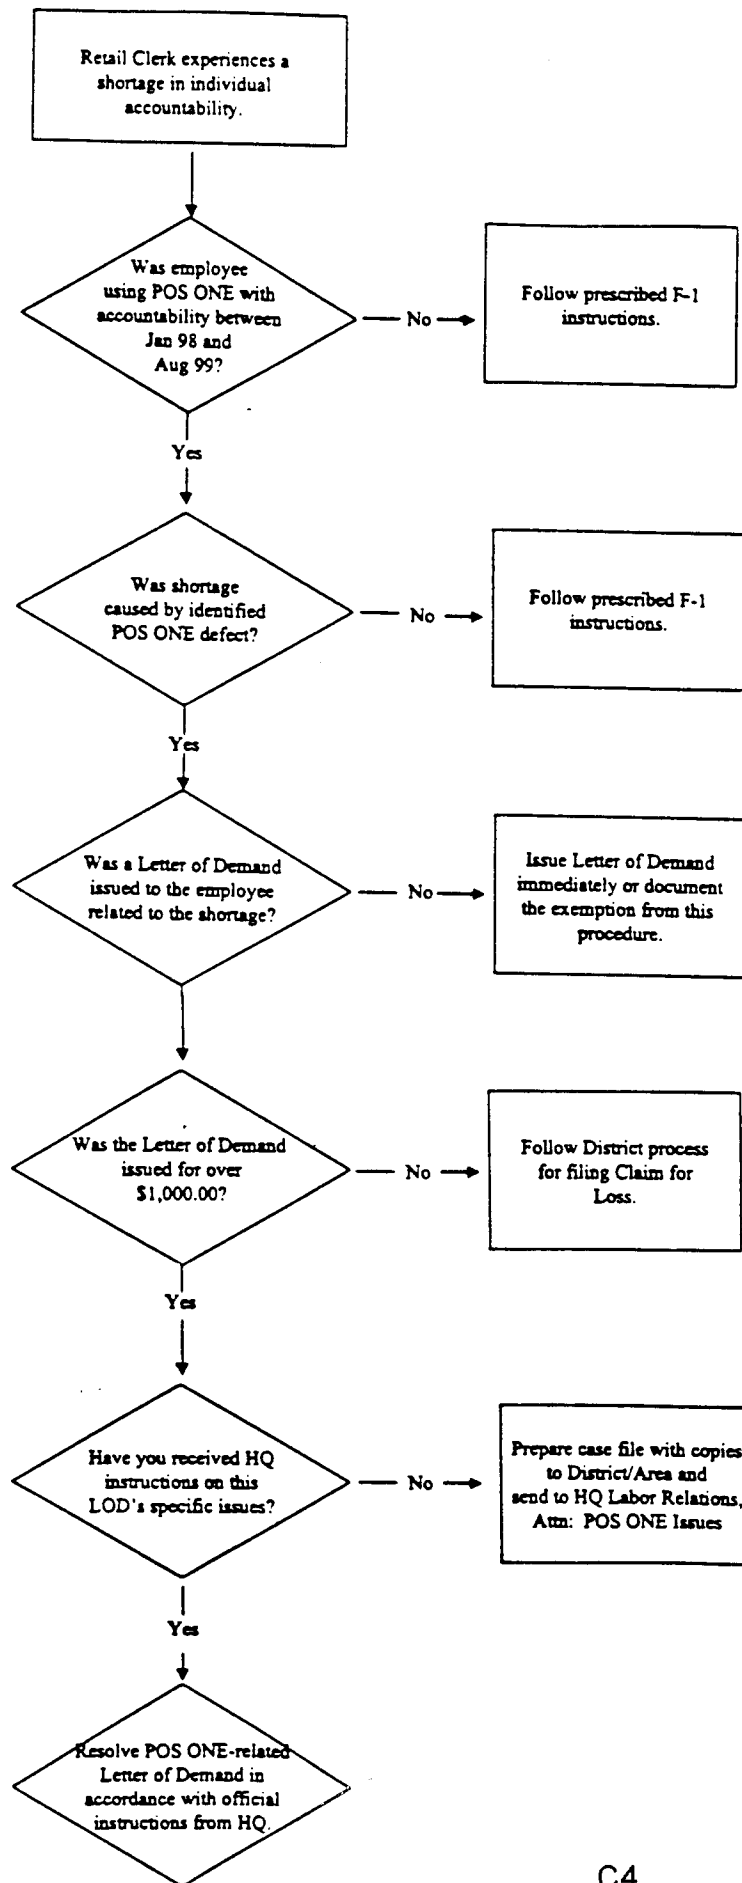 Retail Clerk experiences a
shortage in individual
accountability.
Was employee
using POS ONE with
accountability between
Jan 98 and
Aug 99?
No
Follow prescribed F-1
instructions.
Yes
Was shortage
caused by identified
POS ONE defect?
No
Follow prescribed F-1
instructions.
Yes
Was a Letter of Demand
issued to the employee
related to the shortage?
No
Issue Letter of Demand
immediately or document
the exemption from this
procedure.
Was the Letter of Demand
issued for over
$1,000.00?
No
Follow District process
for filing Claim for
Loss.
Yes
Have you received HQ
instructions on this
LOD's specific issues?
No
Prepare case file with copies
to District/Area and
send to HQ Labor Relations,
Attn: POS ONE Issues
Yes
Resolve POS ONE-related
Letter of Demand in
accordance with official
instructions from HQ.
C4